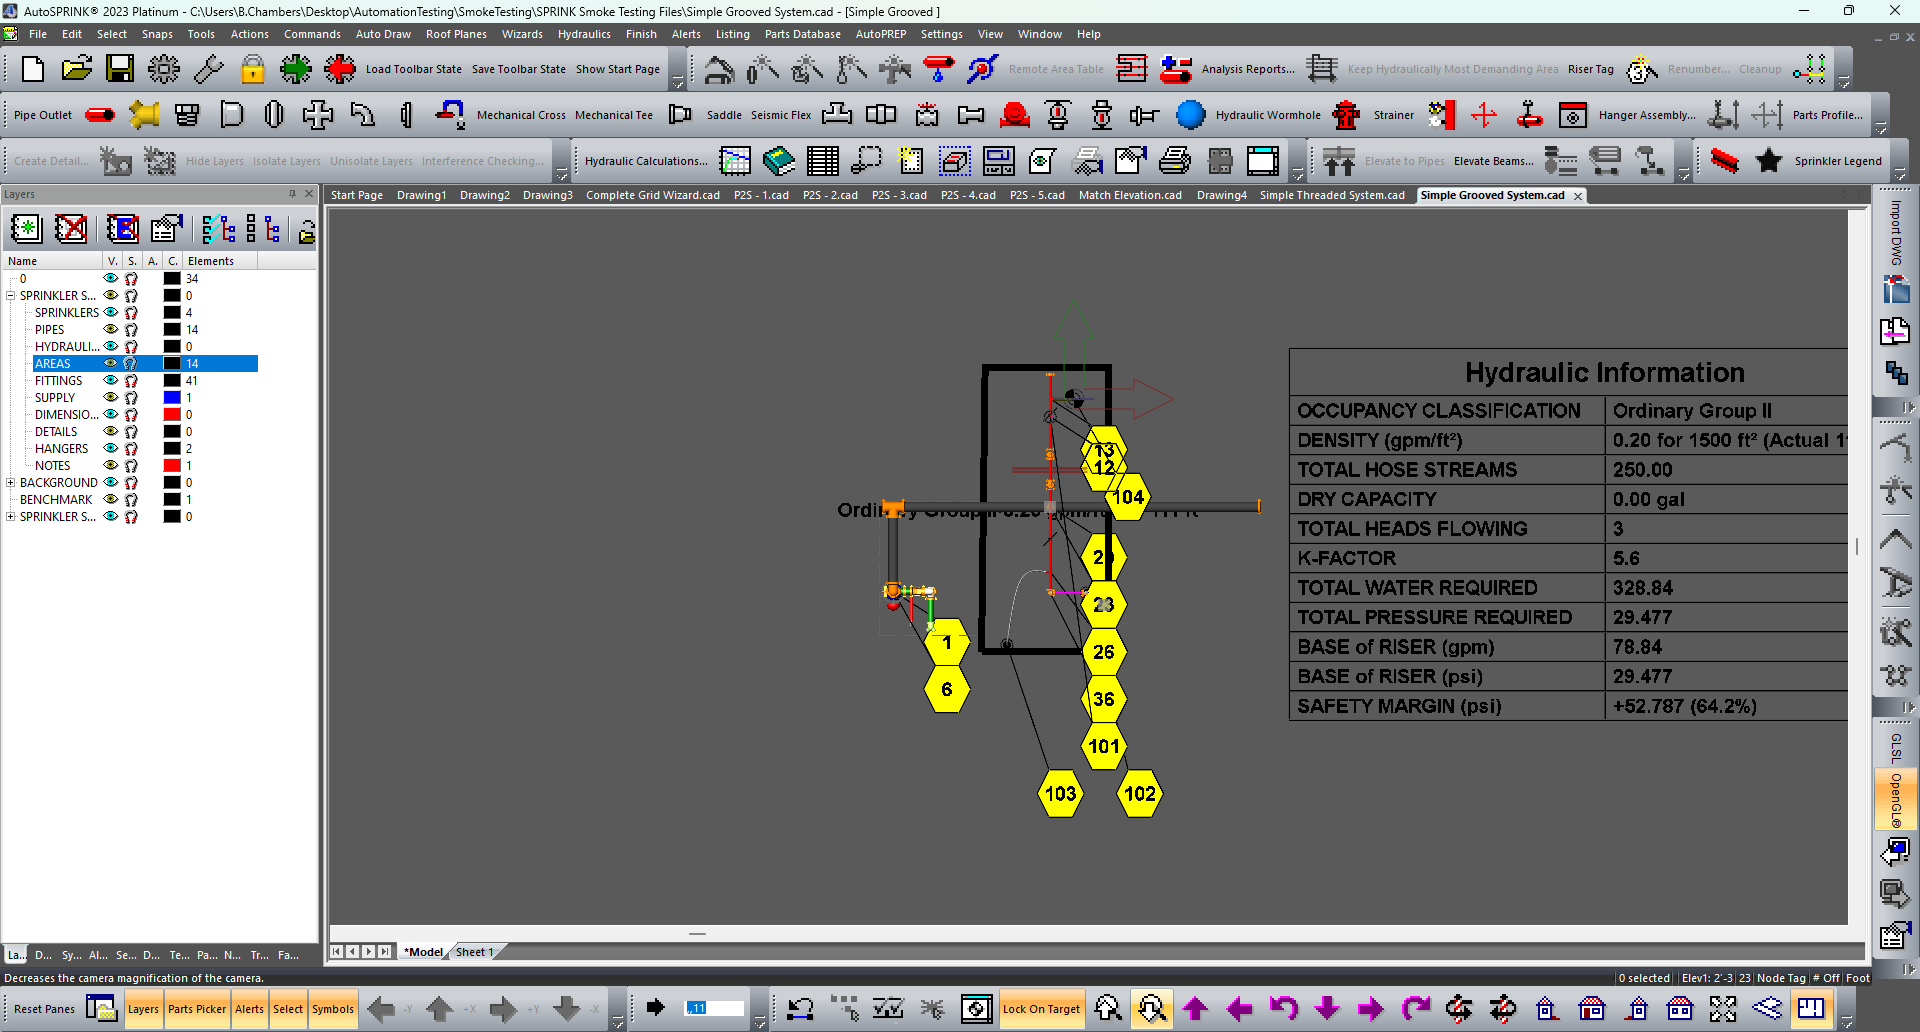 AutoSPRINK® 2023 Platinum - C:\Users\B.Chambers\Desktop\AutomationTesting\SmokeTesting\SPRINK Smoke Testing Files\Simple Grooved System.cad - [Simple Grooved ]
File Edit Select Snaps Tools Actions Commands Auto Draw Roof Planes Wizards Hydraulics Finish Alerts Listing Parts Database AutoPREP Settings View Window Help
Load Toolbar State Save Toolbar State Show Start Page Remote Area Table Analysis Reports... Keep Hydraulically Most Demanding Area Riser Tag Renumber... Cleanup
Pipe Outlet Mechanical Cross Mechanical Tee Saddle Seismic Flex Hydraulic Wormhole Strainer Hanger Assembly... Parts Profile...
Create Detail... Hide Layers Isolate Layers Unisolate Layers Interference Checking... Hydraulic Calculations... Elevate to Pipes Elevate Beams... Sprinkler Legend
Layers
Start Page Drawing1 Drawing2 Drawing3 Complete Grid Wizard.cad P2S - 1.cad P2S - 2.cad P2S - 3.cad P2S - 4.cad P2S - 5.cad Match Elevation.cad Drawing4 Simple Threaded System.cad Simple Grooved System.cad
Name V. S. A. C. Elements
0 34
SPRINKLER S... 0
SPRINKLERS 4
PIPES 14
HYDRAULI... 0
AREAS 14
FITTINGS 41
SUPPLY 1
DIMENSIO... 0
DETAILS 0
HANGERS 2
NOTES 1
BACKGROUND 0
BENCHMARK 1
SPRINKLER S... 0
13
12
104
26
36
101
103
102
1
6
Hydraulic Information
OCCUPANCY CLASSIFICATION Ordinary Group II
DENSITY (gpm/ft²) 0.20 for 1500 ft² (Actual 1
TOTAL HOSE STREAMS 250.00
DRY CAPACITY 0.00 gal
TOTAL HEADS FLOWING 3
K-FACTOR 5.6
TOTAL WATER REQUIRED 328.84
TOTAL PRESSURE REQUIRED 29.477
BASE of RISER (gpm) 78.84
BASE of RISER (psi) 29.477
SAFETY MARGIN (psi) +52.787 (64.2%)
Import DWG
GLSL
OpenGL®
La... D... Sy... Al... Se... D... Te... Pa... N... Tr... Fa...
*Model Sheet 1
Decreases the camera magnification of the camera.
0 selected Elev1: 2'-3 23 Node Tag # Off Foot
Reset Panes Layers Parts Picker Alerts Select Symbols -Y +X +Y -X ,,11 Lock On Target